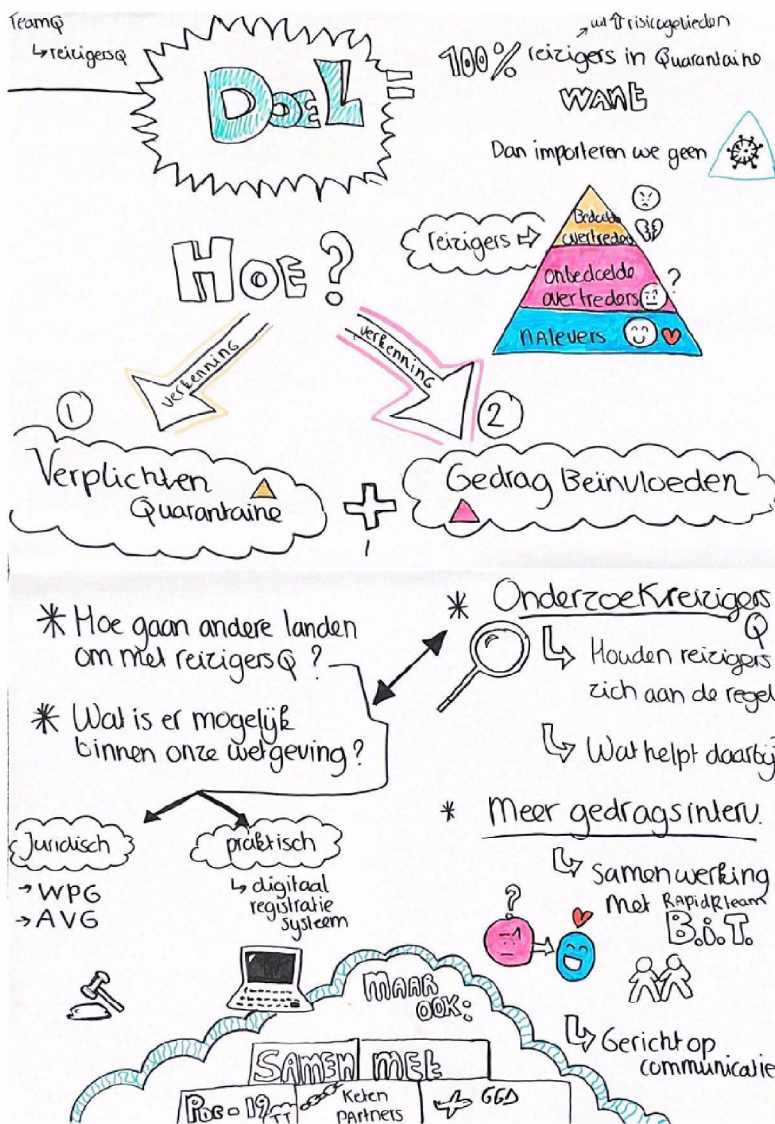 TeamQ
↳ reizigersQ
DOEL =
uit ⇧ risicogebieden
100% reizigers in Quarantaine
WANT
Dan importeren we geen
reizigers ⇨
Bedoelde
overtreders
Onbedoelde
overtreders
?
NAlevers
HOE?
verkenning
verkenning
1
2
Verplichten
Quarantaine
+
Gedrag Beïnvloeden
* Hoe gaan andere landen
om met reizigers Q ?
* Wat is er mogelijk
binnen onze wetgeving?
Juridisch
→ WPG
→ AVG
praktisch
↳ digitaal
registratie
systeem
* Onderzoek reizigers
Q
↳ Houden reizigers
zich aan de regel
↳ Wat helpt daarbij
* Meer gedragsinterv.
↳ Samenwerking
met RApidRteam
B.i.T.
?
↳ Gericht op
communicatie
MAAR
OOK:
SAMEN MET
Keten
PArtners
GGD